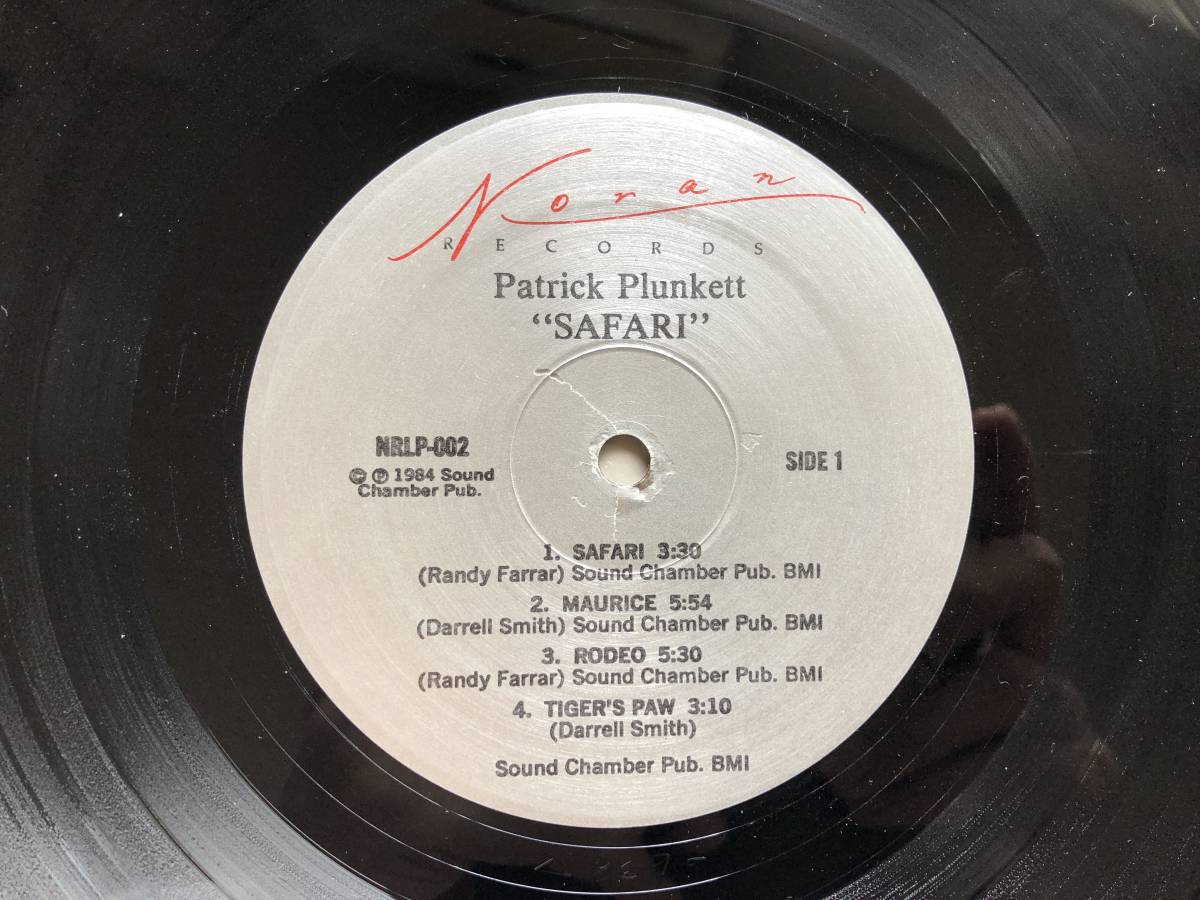 Noran
RECORDS
Patrick Plunkett
“SAFARI”
NRLP-002
© ℗ 1984 Sound
Chamber Pub.
SIDE 1
1. SAFARI 3:30
(Randy Farrar) Sound Chamber Pub. BMI
2. MAURICE 5:54
(Darrell Smith) Sound Chamber Pub. BMI
3. RODEO 5:30
(Randy Farrar) Sound Chamber Pub. BMI
4. TIGER'S PAW 3:10
(Darrell Smith)
Sound Chamber Pub. BMI